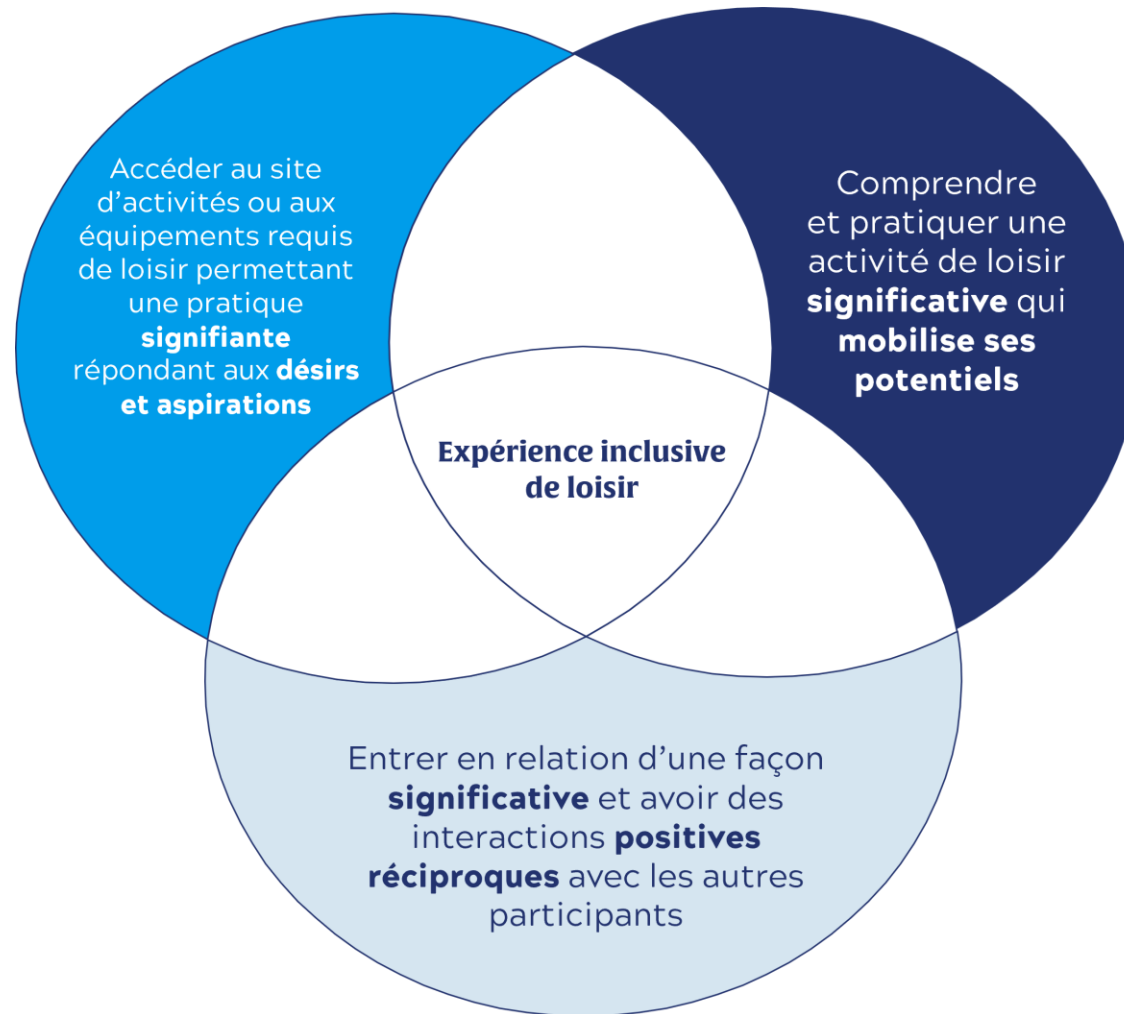 Accéder au site
d'activités ou aux
équipements requis
de loisir permettant
une pratique
signifiante
répondant aux désirs
et aspirations
Comprendre
et pratiquer une
activité de loisir
significative qui
mobilise ses
potentiels
Expérience inclusive
de loisir
Entrer en relation d'une façon
significative et avoir des
interactions positives
réciproques avec les autres
participants